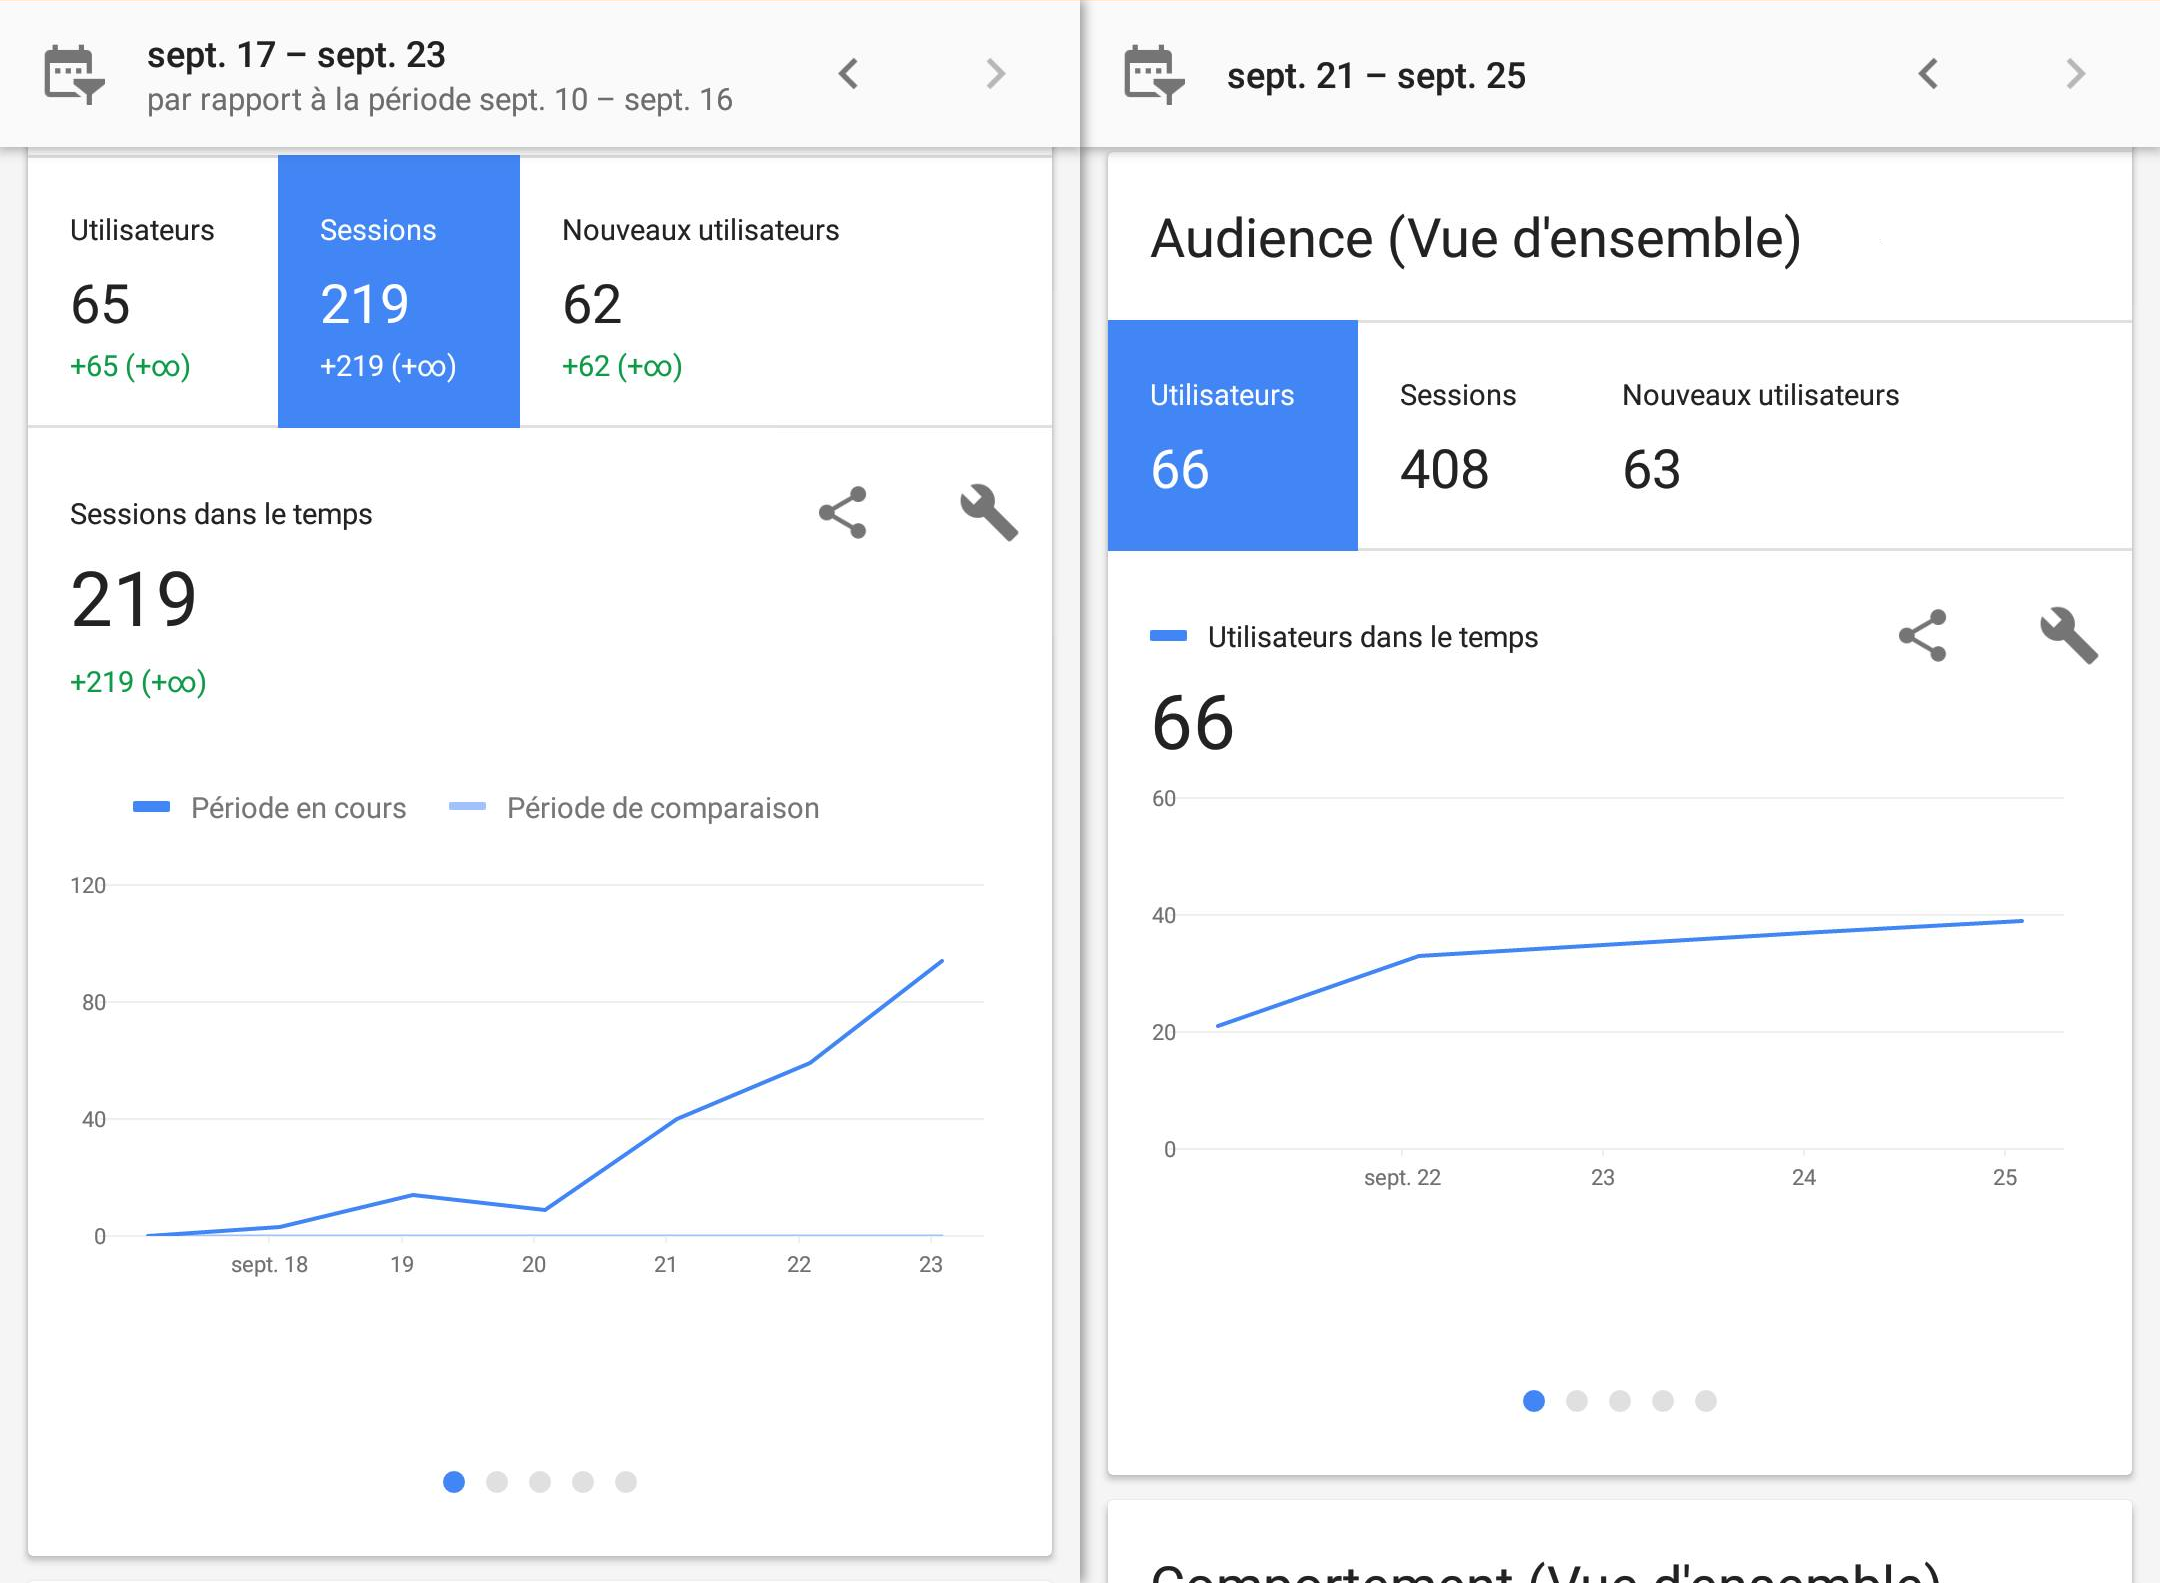 sept. 17 – sept. 23
par rapport à la période sept. 10 – sept. 16
Utilisateurs
65
+65 (+∞)
Sessions
219
+219 (+∞)
Nouveaux utilisateurs
62
+62 (+∞)
Sessions dans le temps
219
+219 (+∞)
Période en cours
Période de comparaison
120
80
40
0
sept. 18
19
20
21
22
23
sept. 21 – sept. 25
Audience (Vue d'ensemble)
Utilisateurs
66
Sessions
408
Nouveaux utilisateurs
63
Utilisateurs dans le temps
66
60
40
20
0
sept. 22
23
24
25
Comportement (Vue d'ensemble)